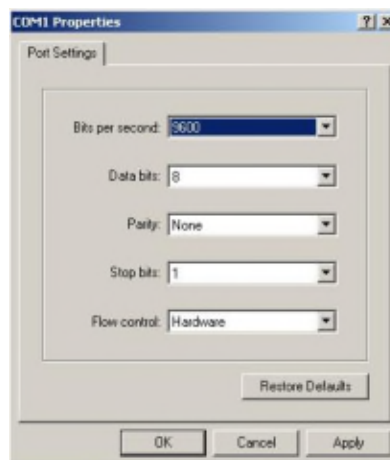 COM1 Properties
Port Settings
Bits per second: 9600
Data bits: 8
Parity: None
Stop bits: 1
Flow control: Hardware
Restore Defaults
OK Cancel Apply